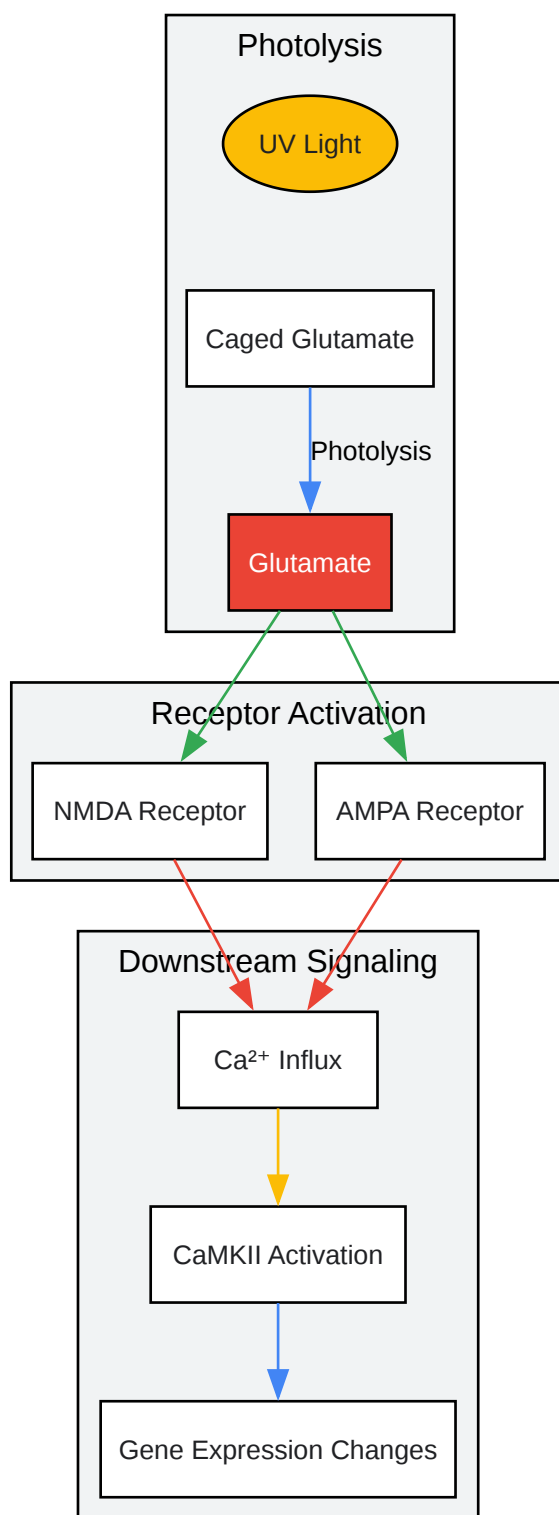 Photolysis
UV Light
Caged Glutamate
Photolysis
Glutamate
Receptor Activation
NMDA Receptor
AMPA Receptor
Downstream Signaling
Ca²⁺ Influx
CaMKII Activation
Gene Expression Changes